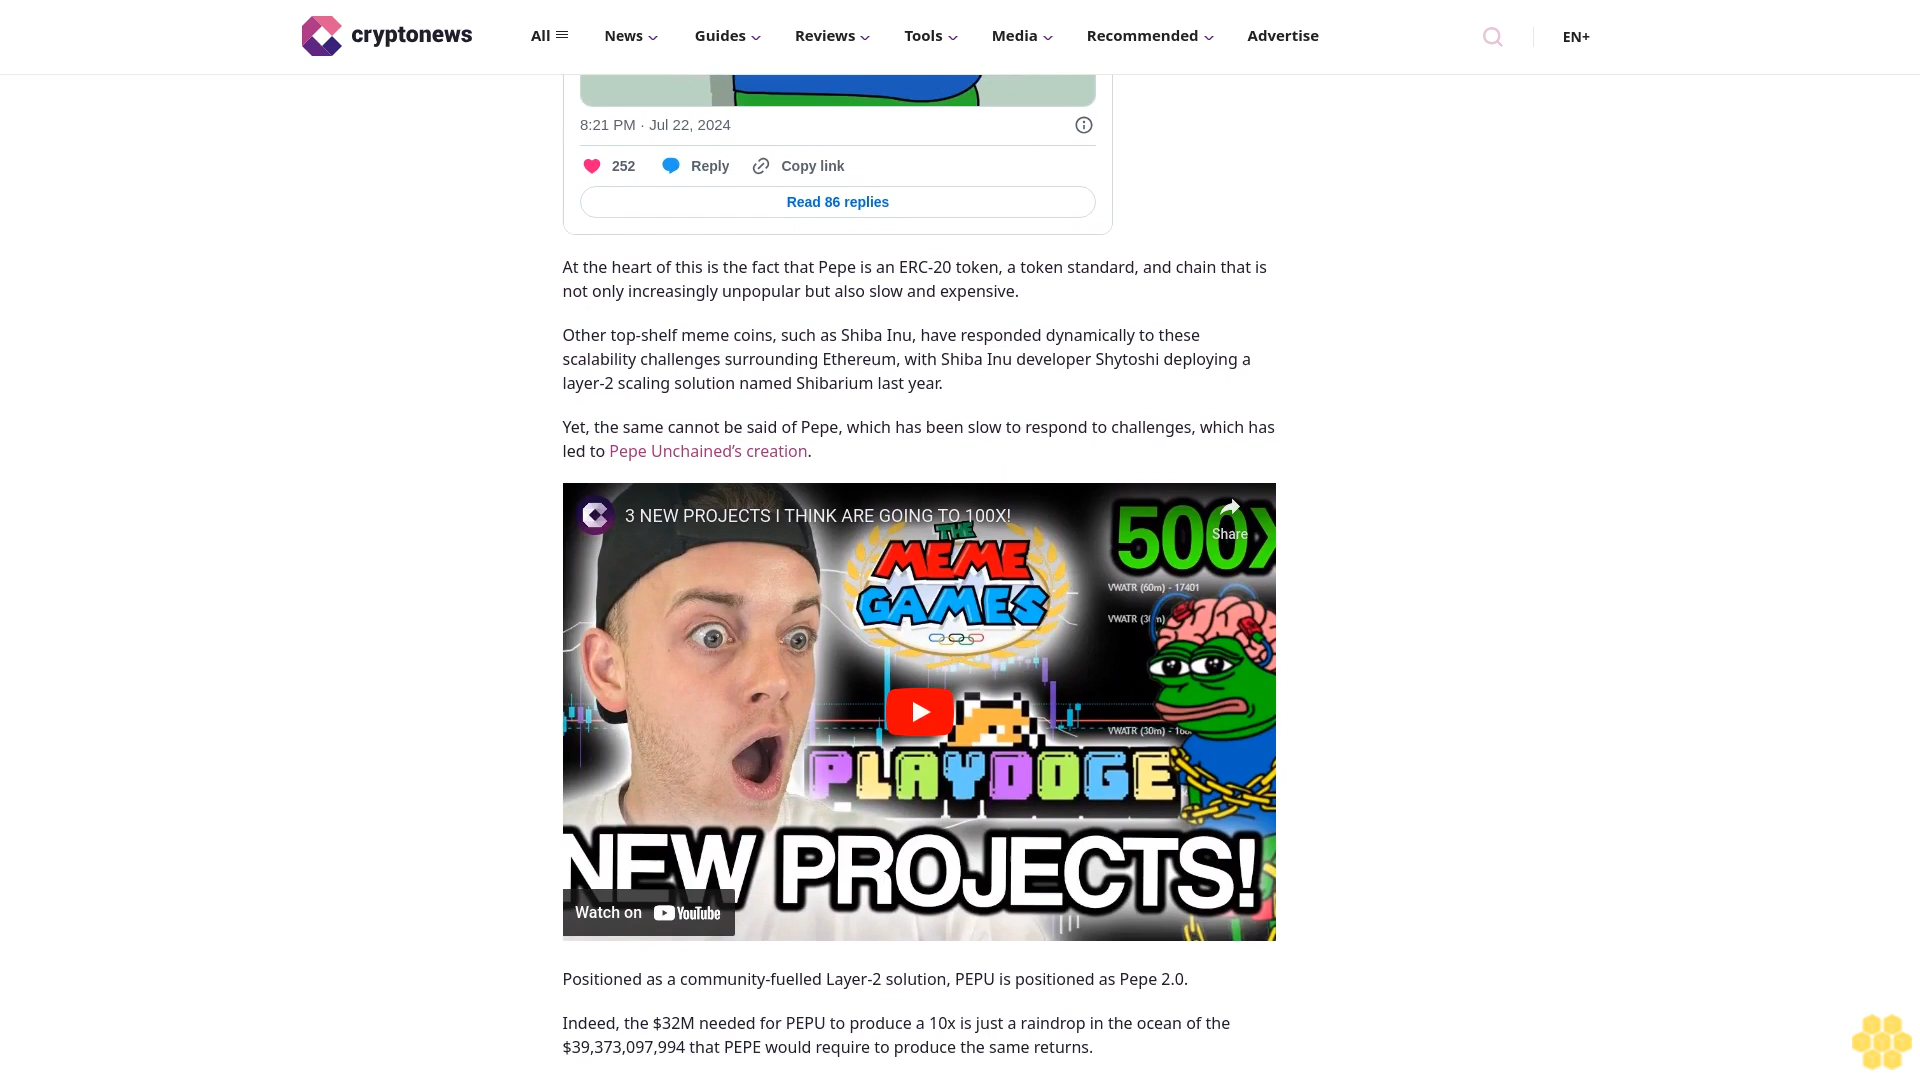 cryptonews
All
News
Guides
Reviews
Tools
Media
Recommended
Advertise
EN+
8:21 PM · Jul 22, 2024
252
Reply
Copy link
Read 86 replies
At the heart of this is the fact that Pepe is an ERC-20 token, a token standard, and chain that is
not only increasingly unpopular but also slow and expensive.
Other top-shelf meme coins, such as Shiba Inu, have responded dynamically to these
scalability challenges surrounding Ethereum, with Shiba Inu developer Shytoshi deploying a
layer-2 scaling solution named Shibarium last year.
Yet, the same cannot be said of Pepe, which has been slow to respond to challenges, which has
led to Pepe Unchained’s creation.
3 NEW PROJECTS I THINK ARE GOING TO 100X!
Share
THE
MEME
GAMES
500X
VWATR (60m) - 17401
VWATR (30m)
VWATR (30m)
PLAYDOGE
NEW PROJECTS!
Watch on YouTube
Positioned as a community-fuelled Layer-2 solution, PEPU is positioned as Pepe 2.0.
Indeed, the $32M needed for PEPU to produce a 10x is just a raindrop in the ocean of the
$39,373,097,994 that PEPE would require to produce the same returns.